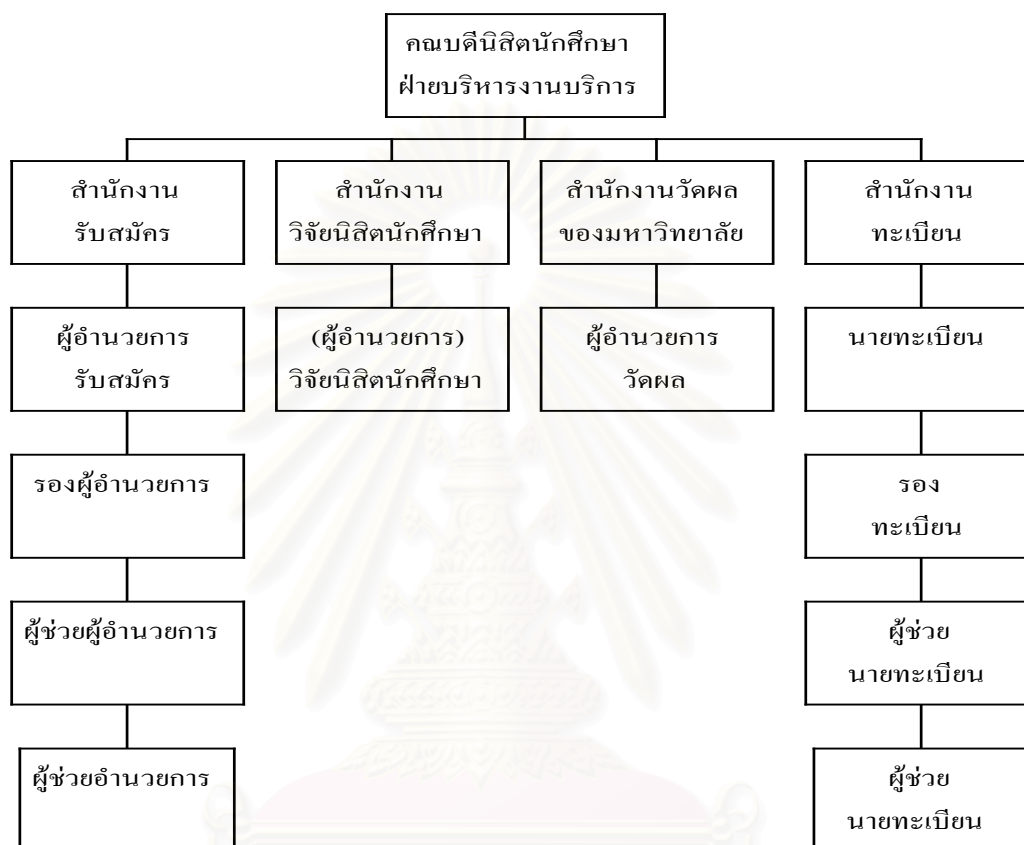 คณบดีนิสิตนักศึกษา
ฝ่ายบริหารงานบริการ
สำนักงาน
รับสมัคร
สำนักงาน
วิจัยนิสิตนักศึกษา
สำนักงานวัดผล
ของมหาวิทยาลัย
สำนักงาน
ทะเบียน
ผู้อำนวยการ
รับสมัคร
(ผู้อำนวยการ)
วิจัยนิสิตนักศึกษา
ผู้อำนวยการ
วัดผล
นายทะเบียน
รองผู้อำนวยการ
รอง
ทะเบียน
ผู้ช่วยผู้อำนวยการ
ผู้ช่วย
นายทะเบียน
ผู้ช่วยอำนวยการ
ผู้ช่วย
นายทะเบียน